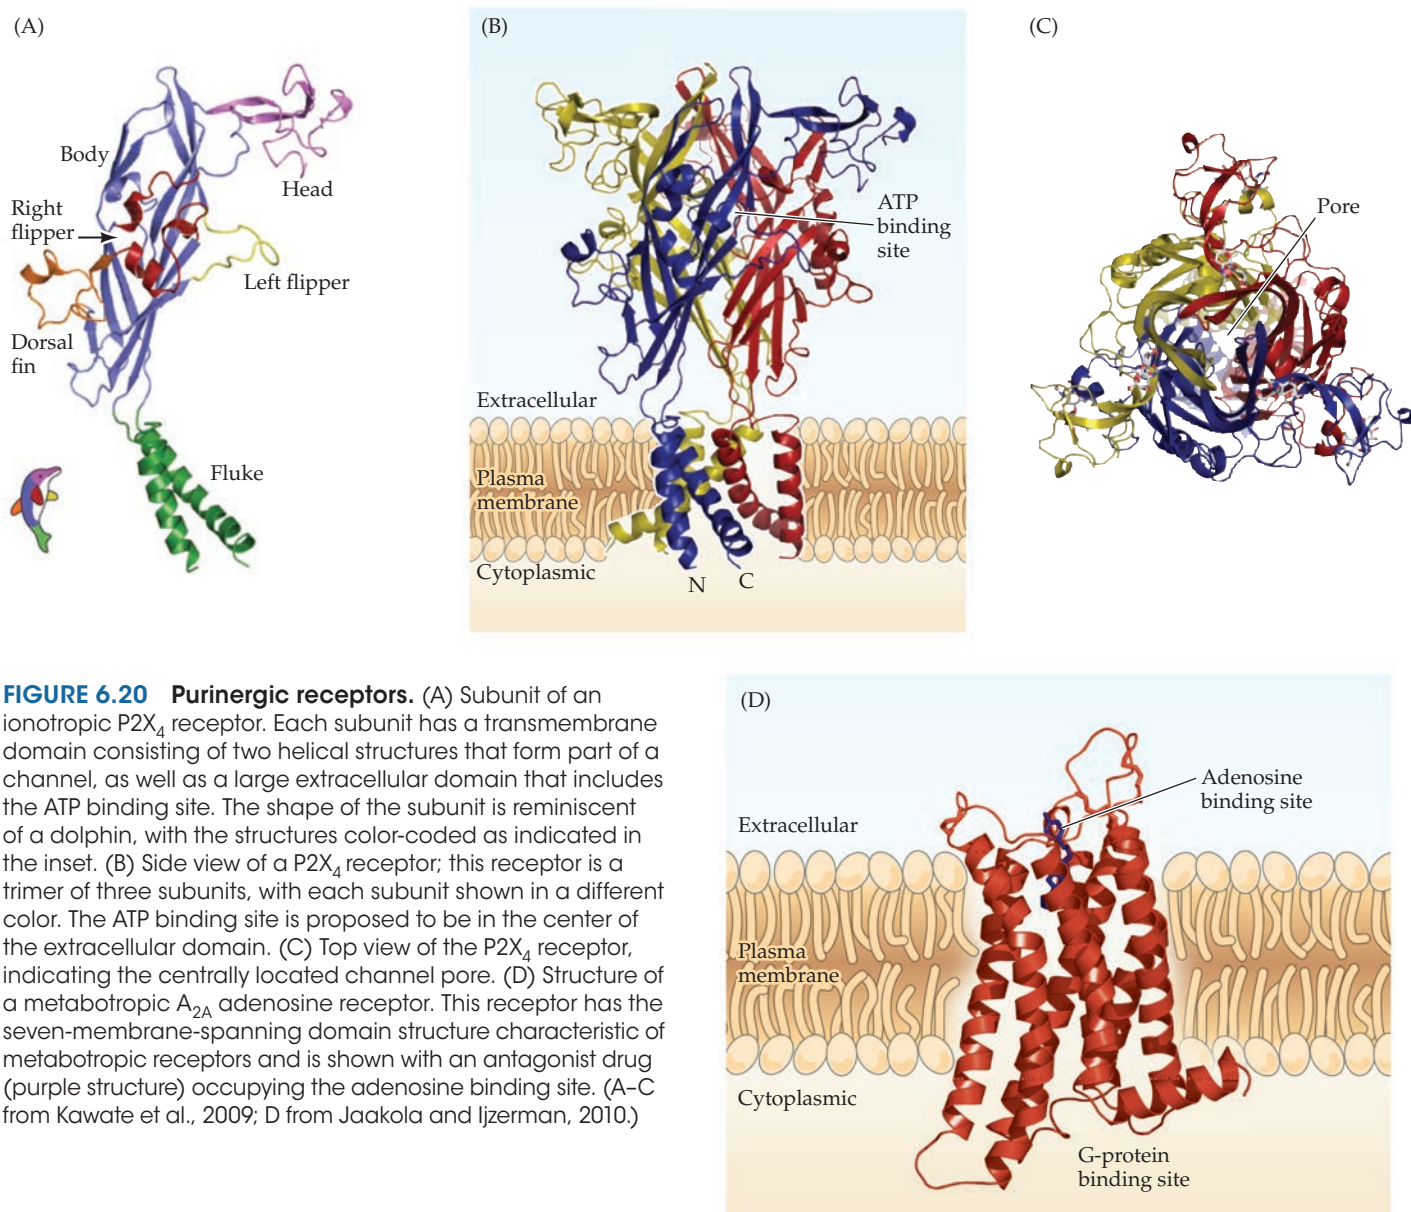 (A)
Body
Head
Right
flipper
Left flipper
Dorsal
fin
Fluke
(B)
ATP
binding
site
Extracellular
Plasma
membrane
Cytoplasmic
N
C
(C)
Pore
FIGURE 6.20 Purinergic receptors. (A) Subunit of an
ionotropic P2X4 receptor. Each subunit has a transmembrane
domain consisting of two helical structures that form part of a
channel, as well as a large extracellular domain that includes
the ATP binding site. The shape of the subunit is reminiscent
of a dolphin, with the structures color-coded as indicated in
the inset. (B) Side view of a P2X4 receptor; this receptor is a
trimer of three subunits, with each subunit shown in a different
color. The ATP binding site is proposed to be in the center of
the extracellular domain. (C) Top view of the P2X4 receptor,
indicating the centrally located channel pore. (D) Structure of
a metabotropic A2A adenosine receptor. This receptor has the
seven-membrane-spanning domain structure characteristic of
metabotropic receptors and is shown with an antagonist drug
(purple structure) occupying the adenosine binding site. (A–C
from Kawate et al., 2009; D from Jaakola and Ijzerman, 2010.)
(D)
Adenosine
binding site
Extracellular
Plasma
membrane
Cytoplasmic
G-protein
binding site